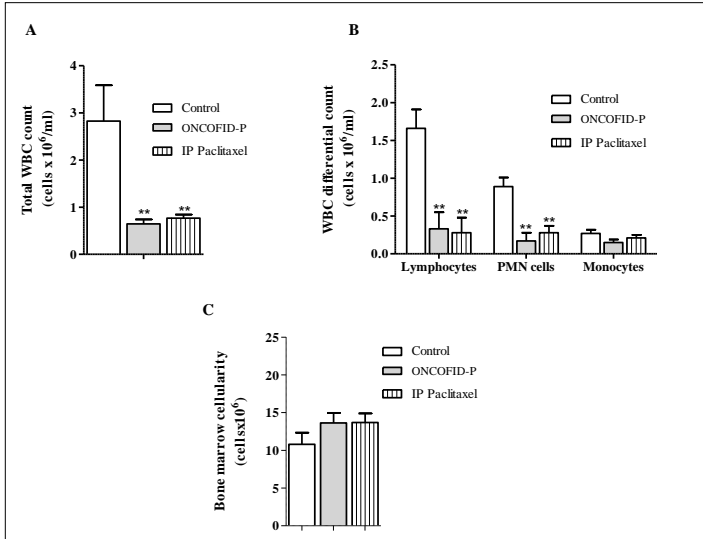 A
Total WBC count
(cells x 10⁶/ml)
4
3
2
1
0
**
**
Control
ONCOFID-P
IP Paclitaxel
B
WBC differential count
(cells x 10⁶/ml)
2.5
2.0
1.5
1.0
0.5
0.0
** **
** **
Lymphocytes PMN cells Monocytes
Control
ONCOFID-P
IP Paclitaxel
C
Bone marrow cellularity
(cellsx10⁶)
25
20
15
10
5
0
Control
ONCOFID-P
IP Paclitaxel